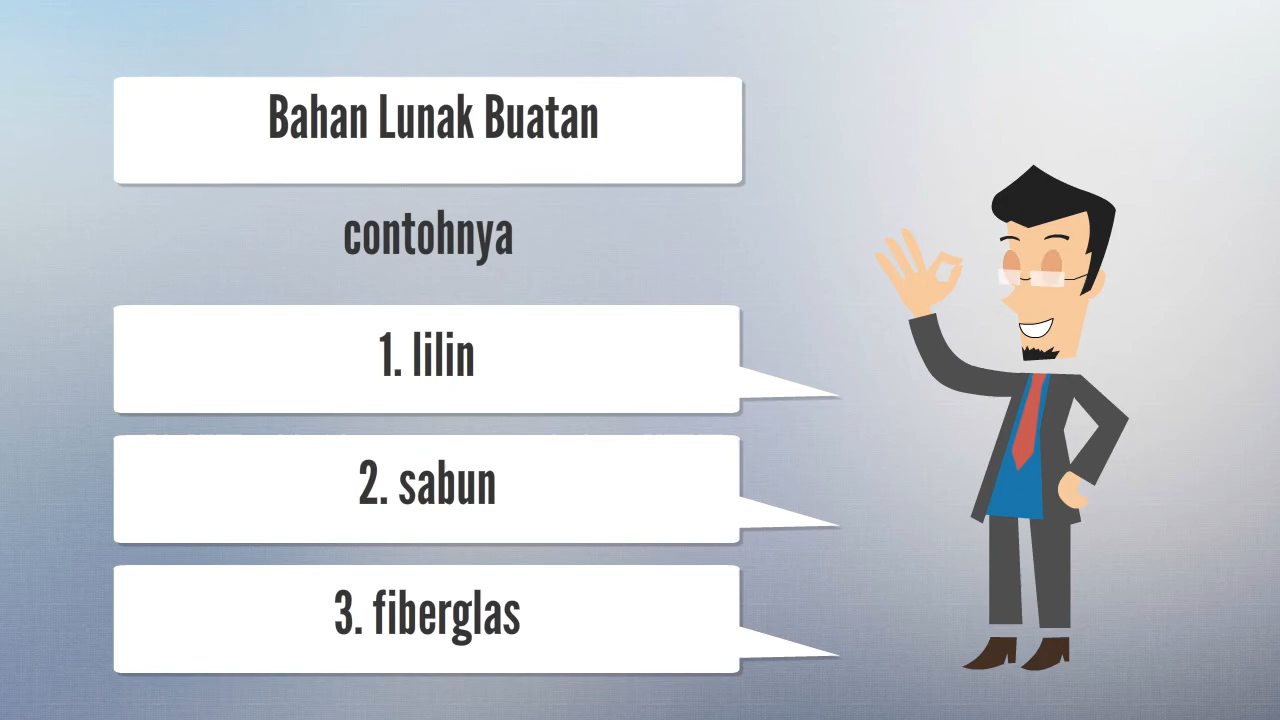 Bahan Lunak Buatan
contohnya
1. lilin
2. sabun
3. fiberglas